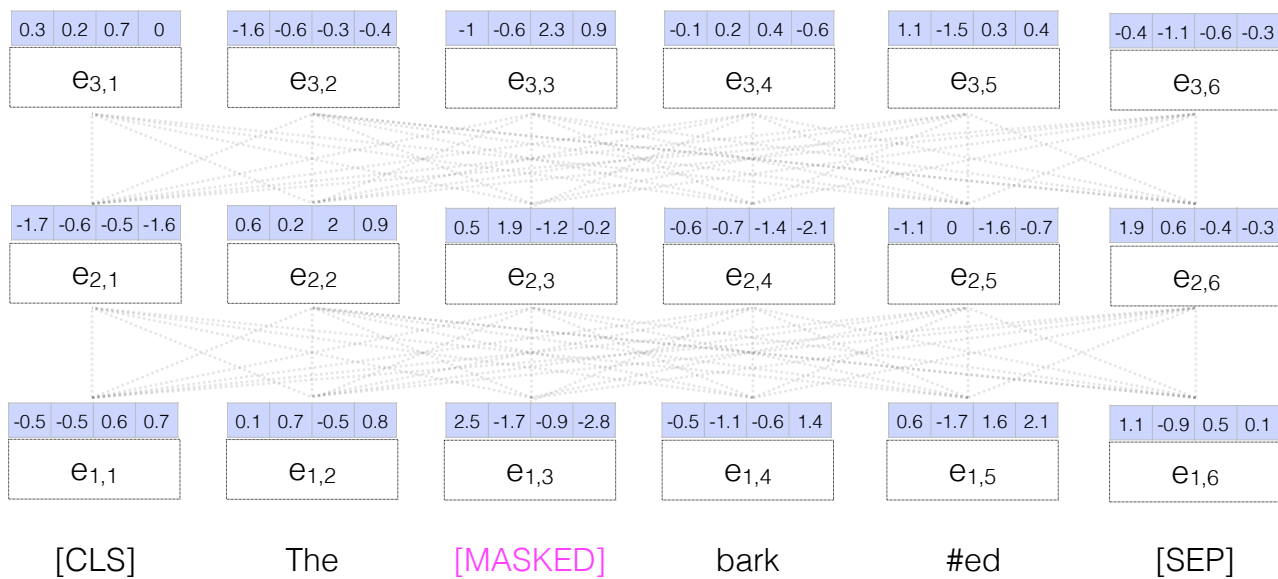 0.3 0.2 0.7 0 -1.6 -0.6 -0.3 -0.4 -1 -0.6 2.3 0.9 -0.1 0.2 0.4 -0.6 1.1 -1.5 0.3 0.4 -0.4 -1.1 -0.6 -0.3
e3,1 e3,2 e3,3 e3,4 e3,5 e3,6
-1.7 -0.6 -0.5 -1.6 0.6 0.2 2 0.9 0.5 1.9 -1.2 -0.2 -0.6 -0.7 -1.4 -2.1 -1.1 0 -1.6 -0.7 1.9 0.6 -0.4 -0.3
e2,1 e2,2 e2,3 e2,4 e2,5 e2,6
-0.5 -0.5 0.6 0.7 0.1 0.7 -0.5 0.8 2.5 -1.7 -0.9 -2.8 -0.5 -1.1 -0.6 1.4 0.6 -1.7 1.6 2.1 1.1 -0.9 0.5 0.1
e1,1 e1,2 e1,3 e1,4 e1,5 e1,6
[CLS] The [MASKED] bark #ed [SEP]